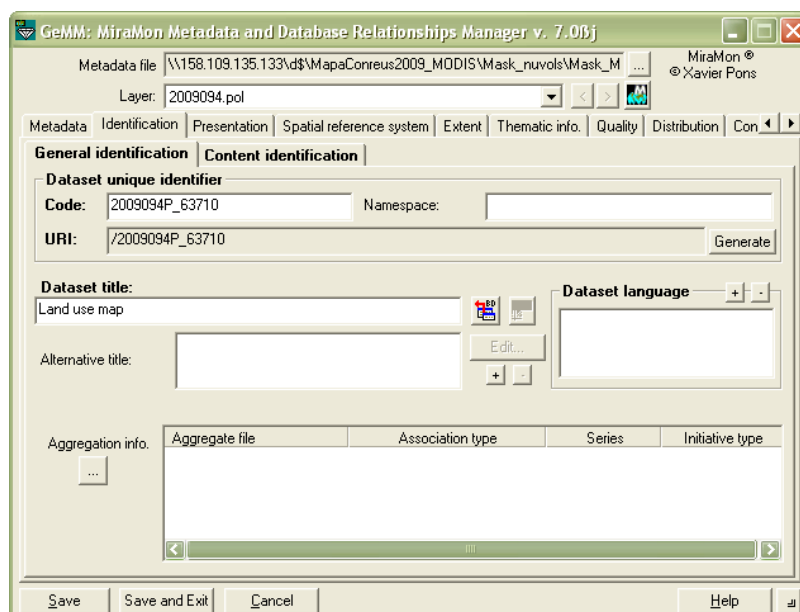 GeMM: MiraMon Metadata and Database Relationships Manager v. 7.0ßj
Metadata file \\158.109.135.133\d$\MapaConreus2009_MODIS\Mask_nuvols\Mask_M ... MiraMon ®
© Xavier Pons
Layer: 2009094.pol < >
Metadata Identification Presentation Spatial reference system Extent Thematic info. Quality Distribution Con
General identification Content identification
Dataset unique identifier
Code: 2009094P_63710 Namespace:
URI: /2009094P_63710 Generate
Dataset title: Dataset language + -
Land use map BD
Alternative title: Edit...
+ -
Aggregation info. Aggregate file Association type Series Initiative type
...
Save Save and Exit Cancel Help